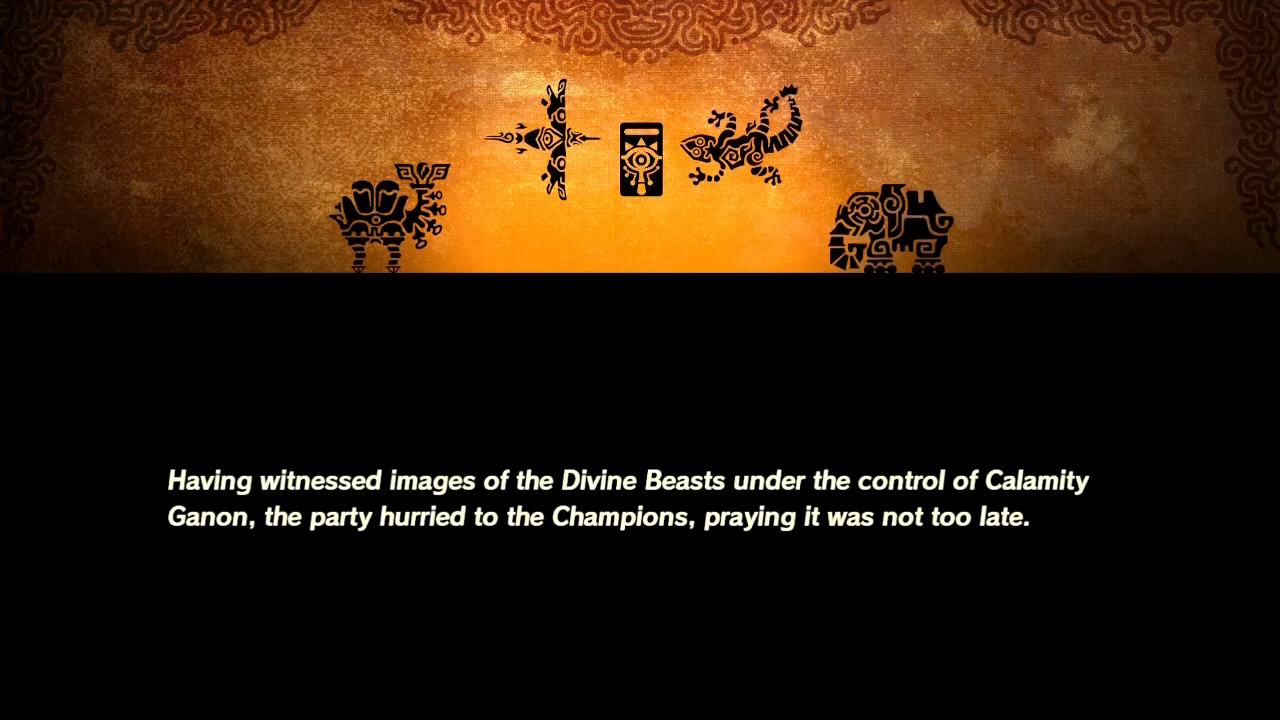 Having witnessed images of the Divine Beasts under the control of Calamity
Ganon, the party hurried to the Champions, praying it was not too late.